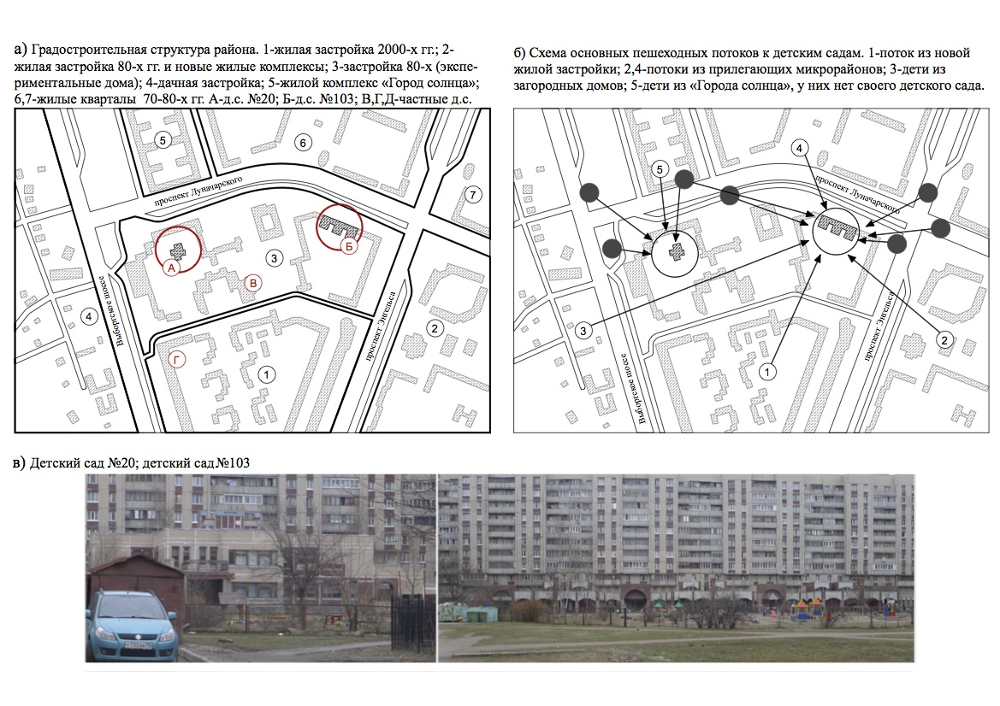 а) Градостроительная структура района. 1-жилая застройка 2000-х гг.; 2-
жилая застройка 80-х гг. и новые жилые комплексы; 3-застройка 80-х (экспе-
риментальные дома); 4-дачная застройка; 5-жилой комплекс «Город солнца»;
6,7-жилые кварталы 70-80-х гг. А-д.с. №20; Б-д.с. №103; В,Г,Д-частные д.с.
5
6
проспект Луначарского
7
Б
3
А
В
Выборгское шоссе
4
проспект Энгельса
2
Г
1
б) Схема основных пешеходных потоков к детским садам. 1-поток из новой
жилой застройки; 2,4-потоки из прилегающих микрорайонов; 3-дети из
загородных домов; 5-дети из «Города солнца», у них нет своего детского сада.
4
5
проспект Луначарского
3
2
проспект Энгельса
1
Выборгское шоссе
в) Детский сад №20; детский сад№103